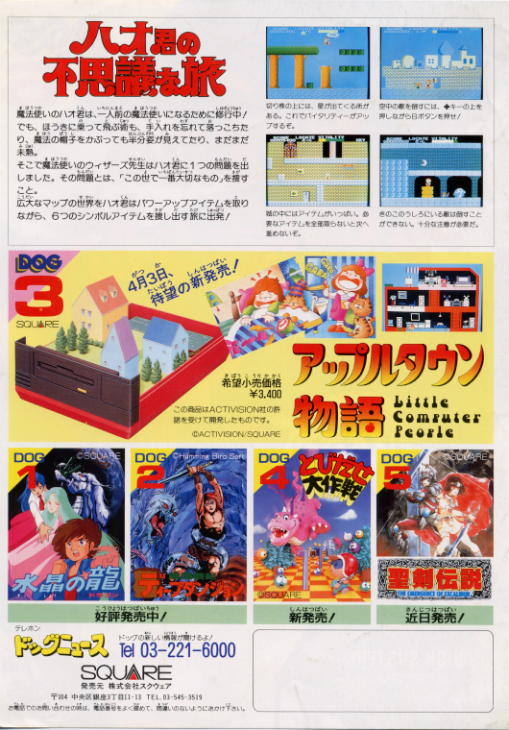 ハオ君の
不思議な旅
魔法使いのハオ君は、一人前の魔法使いになるために修行中!
でも、ほうきに乗って飛ぶ術も、手入れを忘れて落っこちた
り、魔法の帽子をかぶっても半分姿が見えてたり、まだまだ
未熟。
そこで魔法使いのウィザーズ先生はハオ君に1つの問題を出
しました。その問題とは、「この世で一番大切なもの」を捜す
こと。
広大なマップの世界をハオ君はパワーアップアイテムを取り
ながら、6つのシンボルアイテムを捜し出す旅に出発!
切り株の上には、星が出てくる所が
ある。これでバイタリティーがアッ
プするぞ。
空中の敵を倒すには、✚キーの上を
押しながらBボタンを押せ!
城の中にはアイテムがいっぱい。必
要なアイテムを全部取らないと次へ
進めないぞ。
きのこのうしろにいる敵は倒すこと
ができない。十分な注意が必要だ。
DOG
3
SQUARE
4月3日、
待望の新発売!
希望小売価格
¥3,400
この商品はACTIVISION社の許
諾を受けて開発したものです。
©ACTIVISION/SQUARE
アップルタウン
物語
Little
Computer
People
DOG
1
©SQUARE
水晶の龍
DOG
2
©Humming Bird Soft
ディープダンジョン
DOG
4
とびだせ
大作戦
©SQUARE
DOG
5
©SQUARE
聖剣伝説
THE EMERGENCE OF EXCALIBUR
好評発売中!
新発売!
近日発売!
テレホン
ドッグニュース
ドッグの新しい情報が聞けるよ!
Tel 03-221-6000
SQUARE
発売元 株式会社スクウェア
〒104 中央区銀座3丁目11-13 TEL.03-545-3519
お電話でのお問い合わせの時は、電話番号をよく確めて、間違いのないようにおかけ下さい。